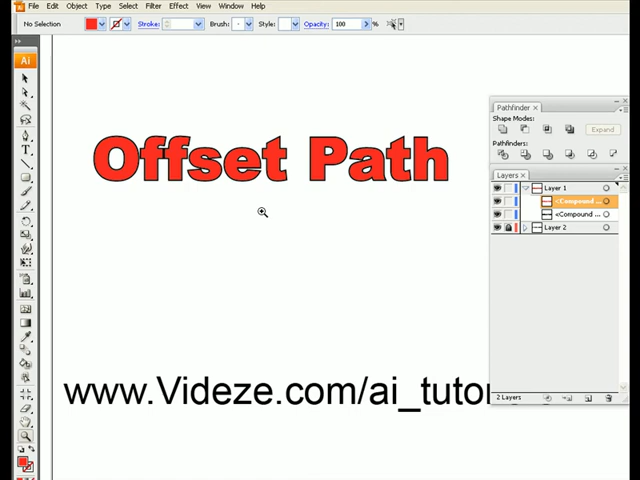 File Edit Object Type Select Filter Effect View Window Help
No Selection Stroke: Brush: Style: Opacity: 100 %
Ai
Pathfinder
Shape Modes:
Expand
Pathfinders:
Layers
Layer 1
<Compound ...
<Compound ...
Layer 2
2 Layers
Offset Path
www.Videze.com/ai_tutor